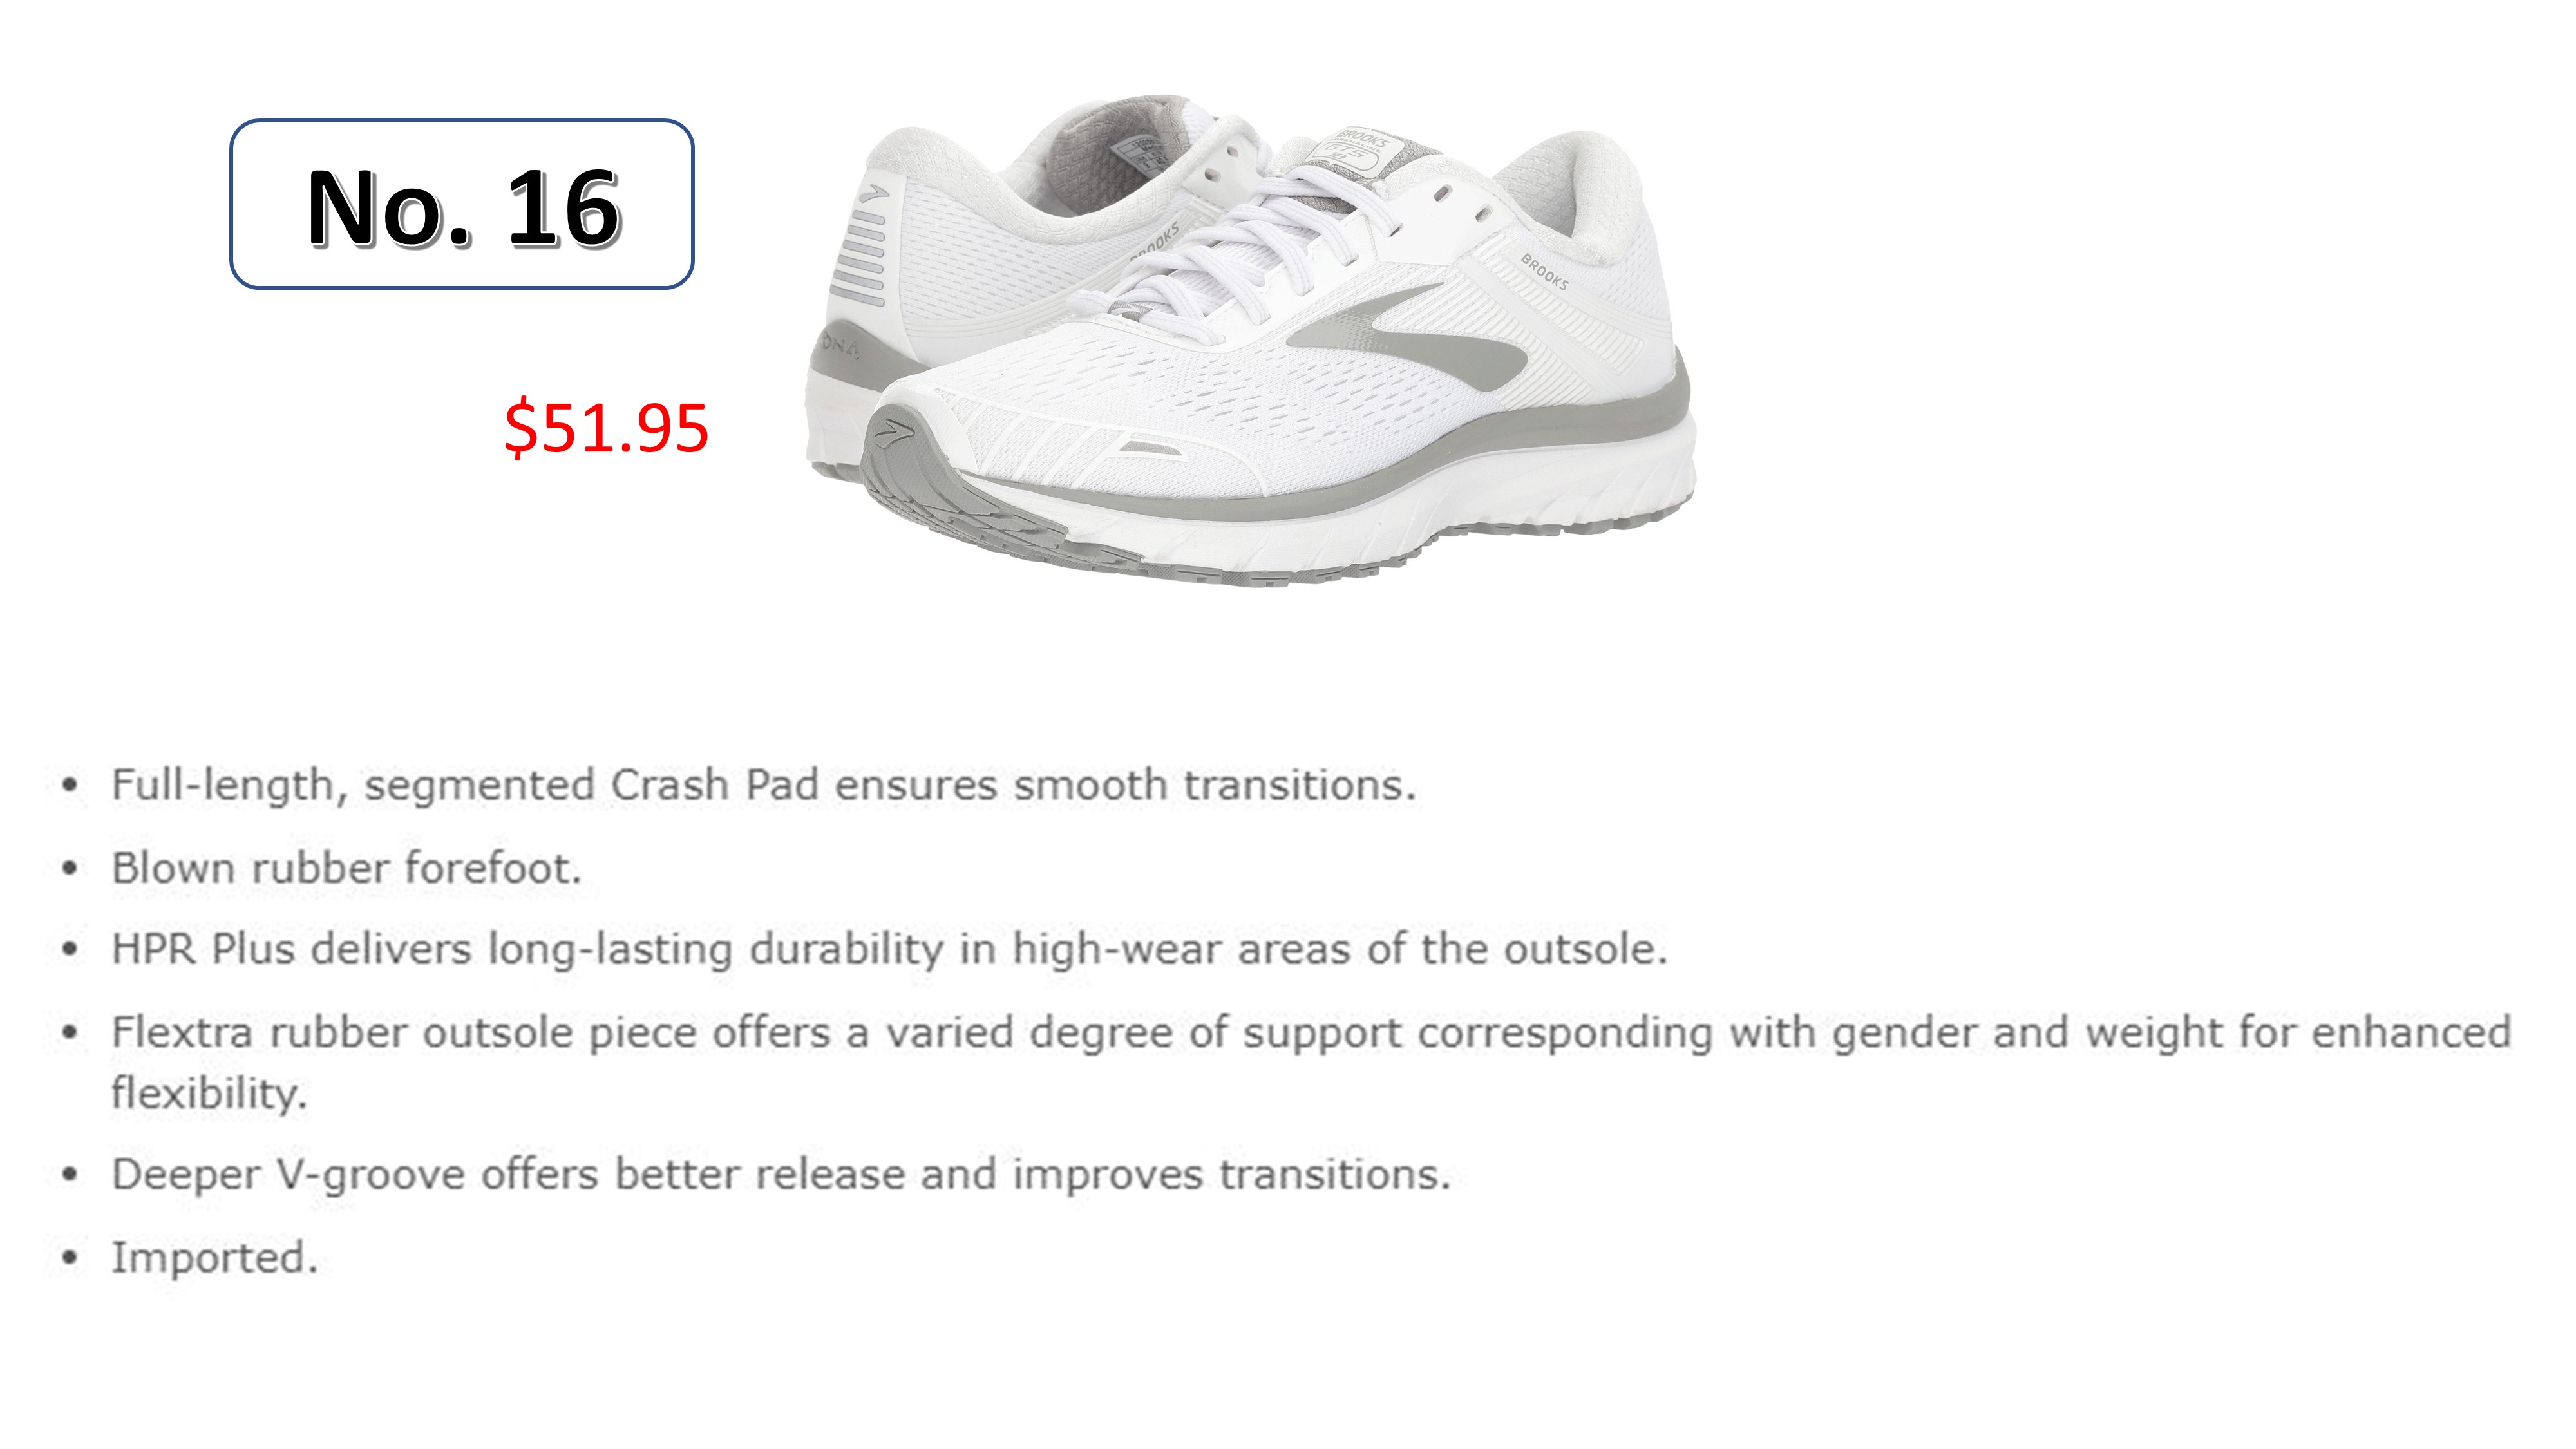 No. 16
$51.95
BROOKS
GTS
BROOKS
BROOKS
DNA
• Full-length, segmented Crash Pad ensures smooth transitions.
• Blown rubber forefoot.
• HPR Plus delivers long-lasting durability in high-wear areas of the outsole.
• Flextra rubber outsole piece offers a varied degree of support corresponding with gender and weight for enhanced
flexibility.
• Deeper V-groove offers better release and improves transitions.
• Imported.